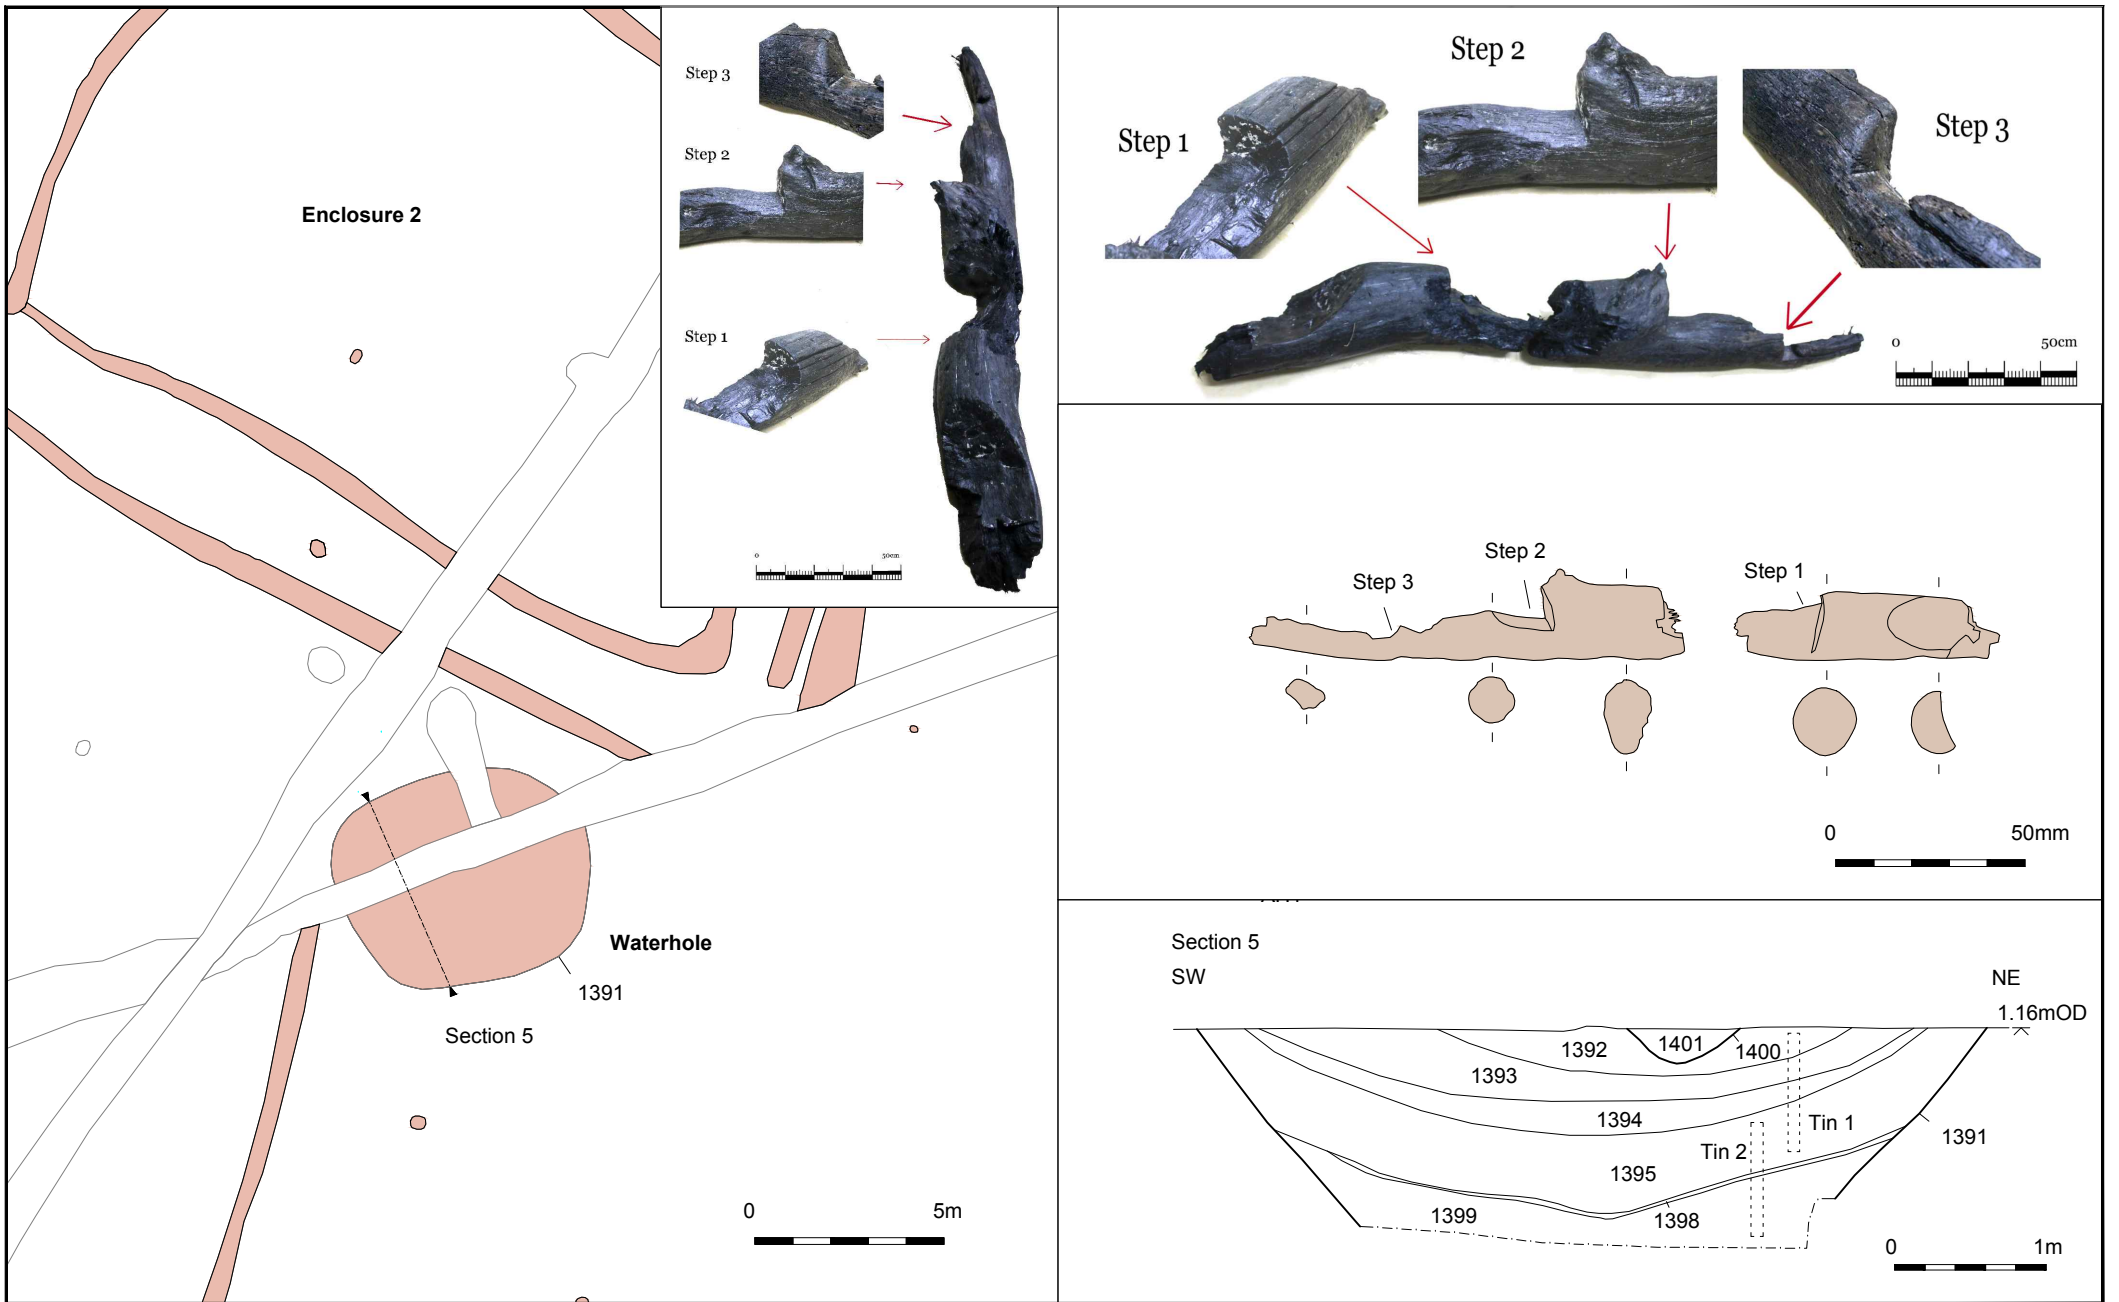 Enclosure 2
Waterhole
1391
Section 5
0 5m
Step 3
Step 2
Step 1
0 50cm
Step 1
Step 2
Step 3
0 50cm
Step 3
Step 2
Step 1
0 50mm
Section 5
SW
NE
1.16mOD
1392
1401
1400
1393
1394
Tin 1
1391
Tin 2
1395
1399
1398
0 1m